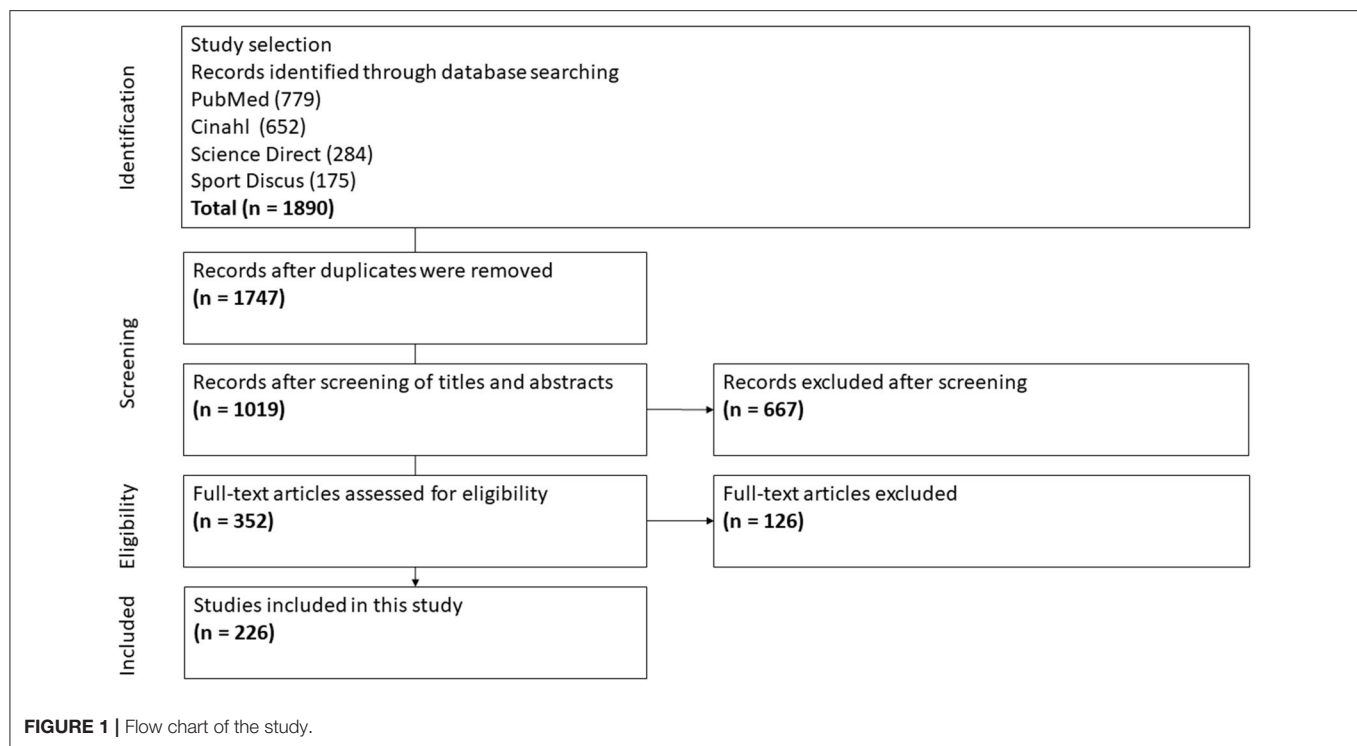 Identification
Study selection
Records identified through database searching
PubMed (779)
Cinahl (652)
Science Direct (284)
Sport Discus (175)
Total (n = 1890)
Screening
Records after duplicates were removed
(n = 1747)
Records after screening of titles and abstracts
(n = 1019)
Records excluded after screening
(n = 667)
Eligibility
Full-text articles assessed for eligibility
(n = 352)
Full-text articles excluded
(n = 126)
Included
Studies included in this study
(n = 226)
FIGURE 1 | Flow chart of the study.